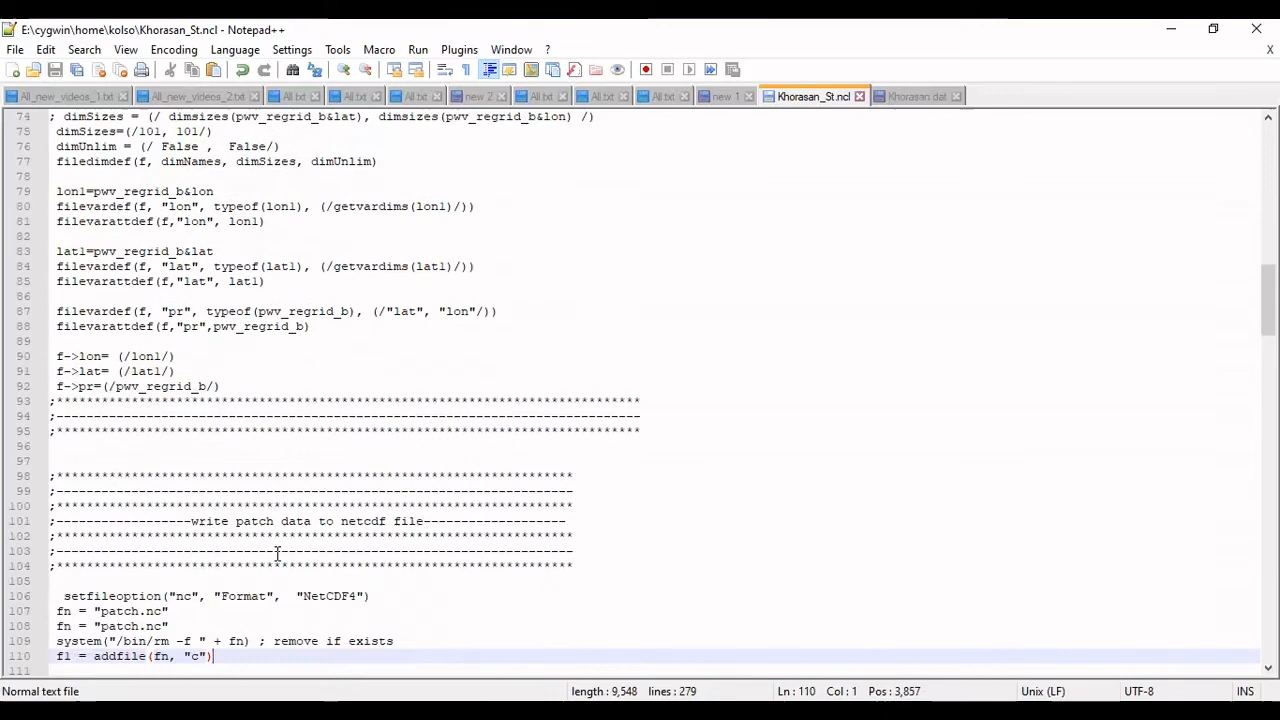 E:\cygwin\home\kolso\Khorasan_St.ncl - Notepad++
File Edit Search View Encoding Language Settings Tools Macro Run Plugins Window ?
X
All_new_videos_1.txt All_new_videos_2.txt All.txt All.txt All.txt new 2 All.txt All.txt All.txt new 1 Khorasan_St.ncl Khorasan.dat
74 ; dimSizes = (/ dimsizes(pwv_regrid_b&lat), dimsizes(pwv_regrid_b&lon) /)
75 dimSizes=(/101, 101/)
76 dimUnlim = (/ False , False/)
77 filedimdef(f, dimNames, dimSizes, dimUnlim)
78
79 lon1=pwv_regrid_b&lon
80 filevardef(f, "lon", typeof(lon1), (/getvardims(lon1)/))
81 filevarattdef(f,"lon", lon1)
82
83 lat1=pwv_regrid_b&lat
84 filevardef(f, "lat", typeof(lat1), (/getvardims(lat1)/))
85 filevarattdef(f,"lat", lat1)
86
87 filevardef(f, "pr", typeof(pwv_regrid_b), (/"lat", "lon"/))
88 filevarattdef(f,"pr",pwv_regrid_b)
89
90 f->lon= (/lon1/)
91 f->lat= (/lat1/)
92 f->pr=(/pwv_regrid_b/)
93 ;******************************************************************************
94 ;------------------------------------------------------------------------------
95 ;******************************************************************************
96
97
98 ;*********************************************************************
99 ;---------------------------------------------------------------------
100 ;*********************************************************************
101 ;------------------write patch data to netcdf file-------------------
102 ;*********************************************************************
103 ;---------------------------------------------------------------------
104 ;*********************************************************************
105
106 setfileoption("nc", "Format", "NetCDF4")
107 fn = "patch.nc"
108 fn = "patch.nc"
109 system("/bin/rm -f " + fn) ; remove if exists
110 f1 = addfile(fn, "c")
111
Normal text file length : 9,548 lines : 279 Ln : 110 Col : 1 Pos : 3,857 Unix (LF) UTF-8 INS